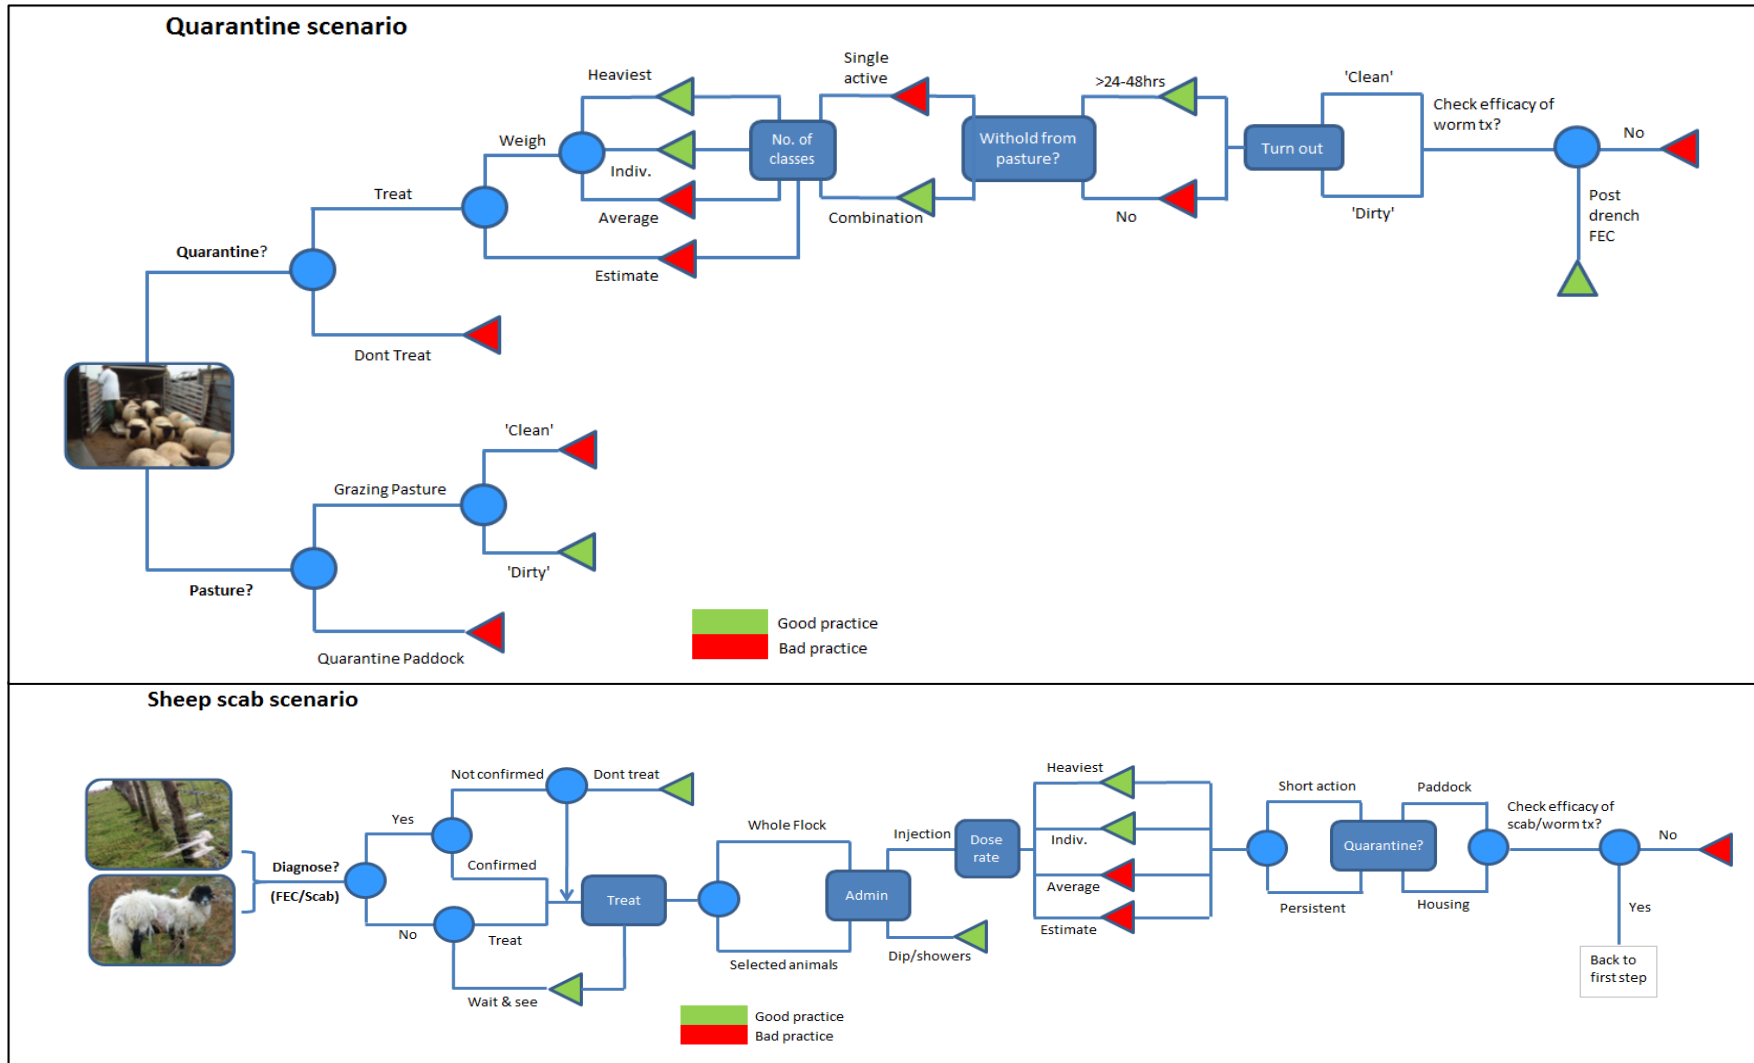 Quarantine scenario
Heaviest
Single
active
>24-48hrs
'Clean'
Check efficacy of
worm tx?
No
Weigh
No. of
classes
Withold from
pasture?
Turn out
Indiv.
Treat
Average
Combination
No
'Dirty'
Post
drench
FEC
Quarantine?
Estimate
Dont Treat
'Clean'
Grazing Pasture
'Dirty'
Pasture?
Quarantine Paddock
Good practice
Bad practice
Sheep scab scenario
Not confirmed
Dont treat
Heaviest
Short action
Paddock
Check efficacy of
scab/worm tx?
No
Yes
Whole Flock
Injection
Dose
rate
Indiv.
Quarantine?
Diagnose?
(FEC/Scab)
Confirmed
Treat
Admin
Average
Persistent
Housing
Yes
No
Treat
Selected animals
Dip/showers
Estimate
Wait & see
Back to
first step
Good practice
Bad practice